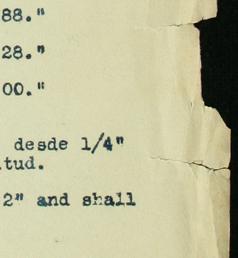 88."
28."
00."
desde 1/4"
tud.
2" and shall